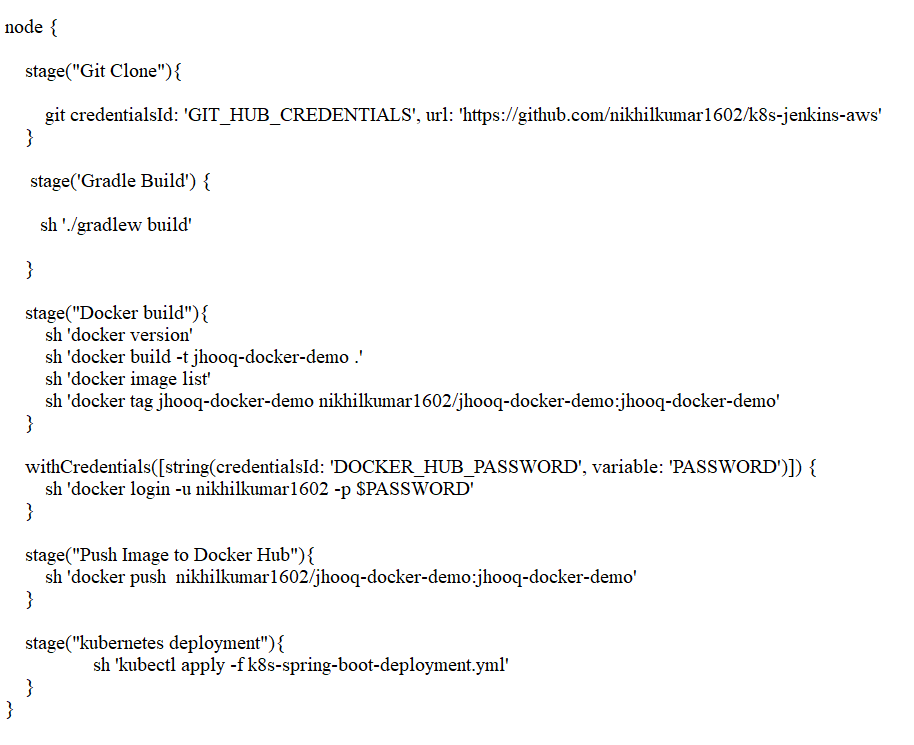 node {
stage("Git Clone"){
git credentialsId: 'GIT_HUB_CREDENTIALS', url: 'https://github.com/nikhilkumar1602/k8s-jenkins-aws'
}
stage('Gradle Build') {
sh './gradlew build'
}
stage("Docker build"){
sh 'docker version'
sh 'docker build -t jhooq-docker-demo .'
sh 'docker image list'
sh 'docker tag jhooq-docker-demo nikhilkumar1602/jhooq-docker-demo:jhooq-docker-demo'
}
withCredentials([string(credentialsId: 'DOCKER_HUB_PASSWORD', variable: 'PASSWORD')]) {
sh 'docker login -u nikhilkumar1602 -p $PASSWORD'
}
stage("Push Image to Docker Hub"){
sh 'docker push  nikhilkumar1602/jhooq-docker-demo:jhooq-docker-demo'
}
stage("kubernetes deployment"){
sh 'kubectl apply -f k8s-spring-boot-deployment.yml'
}
}